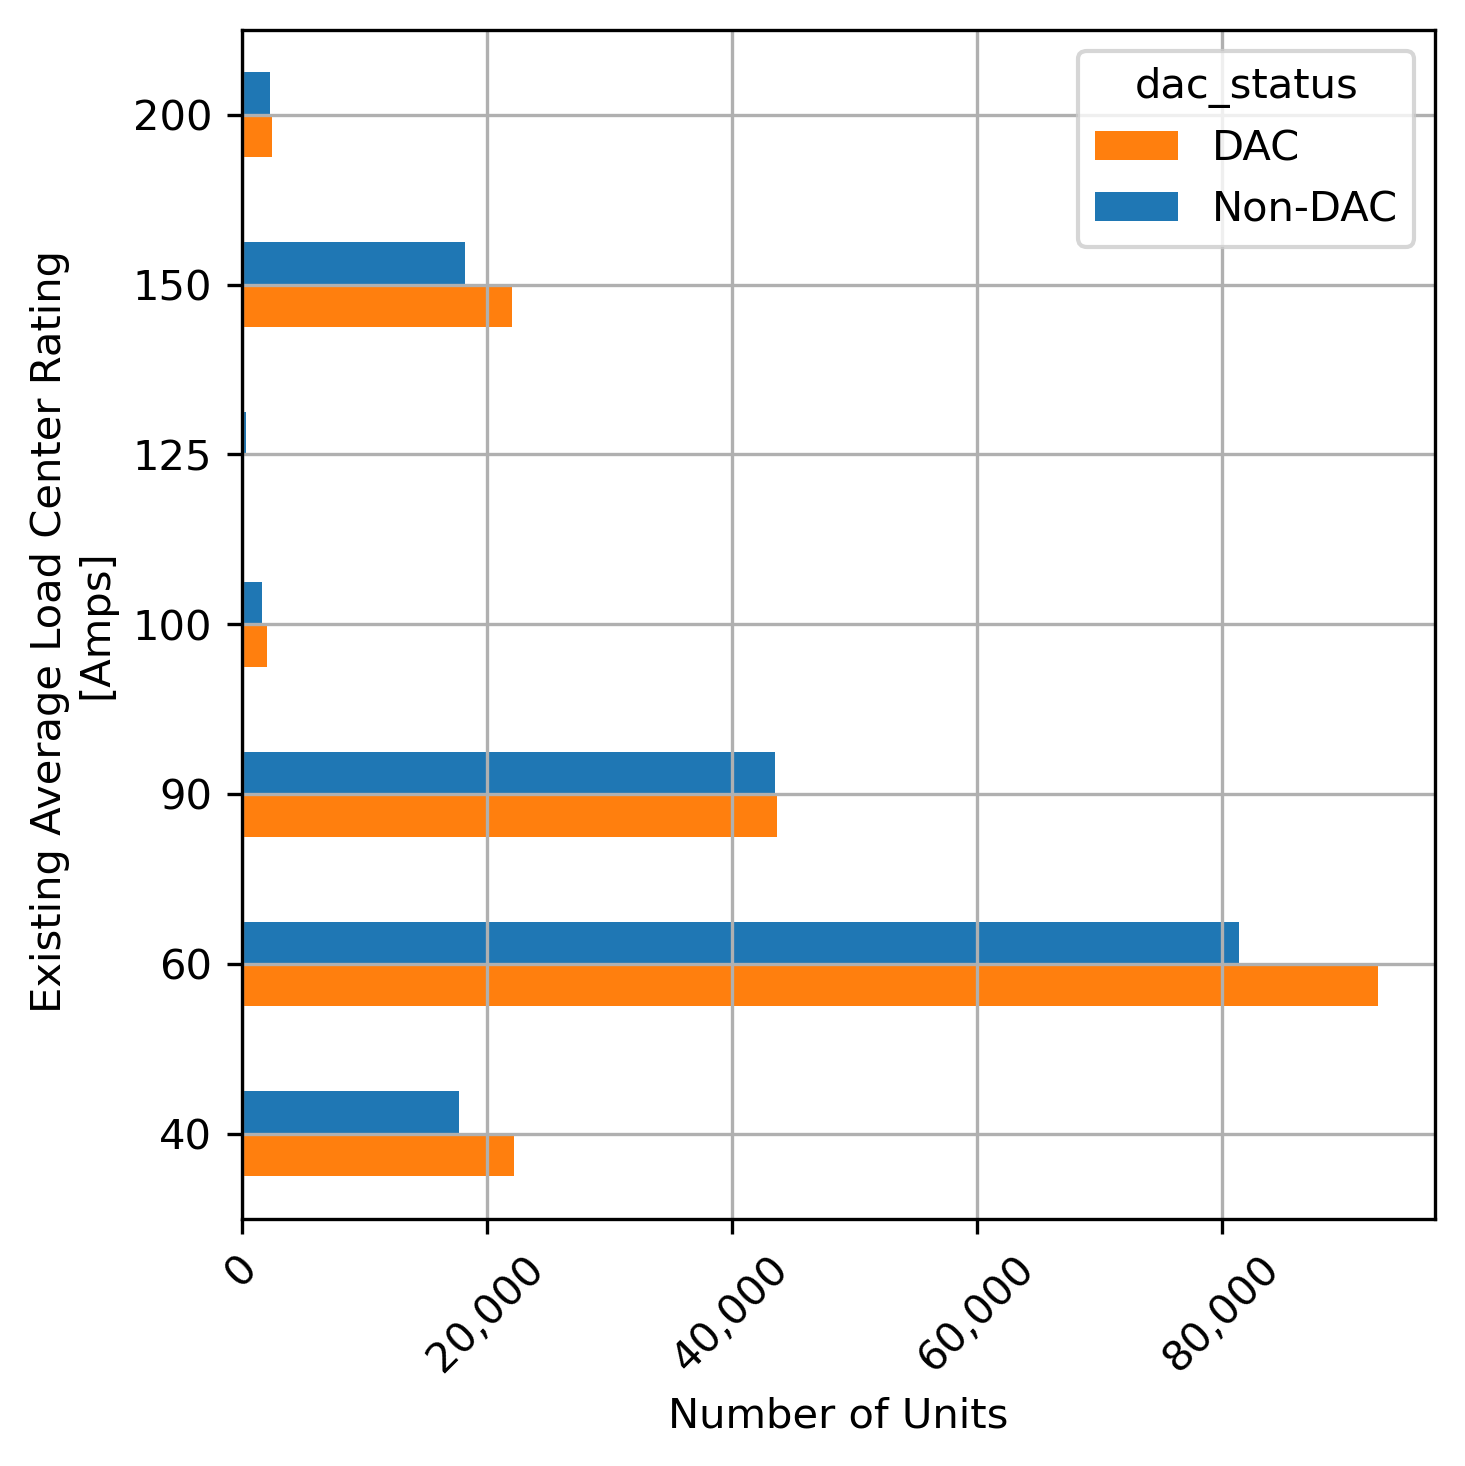 dac_status
DAC
Non-DAC
200
150
125
100
90
60
40
Existing Average Load Center Rating
[Amps]
0
20,000
40,000
60,000
80,000
Number of Units